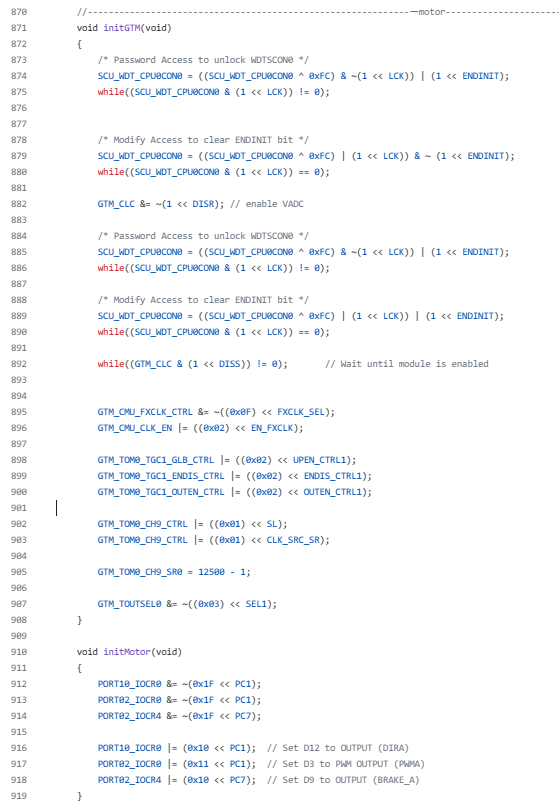 870 //---------------------------------------------------------------motor----------------------
871 void initGTM(void)
872 {
873 /* Password Access to unlock WDTSCON0 */
874 SCU_WDT_CPU0CON0 = ((SCU_WDT_CPU0CON0 ^ 0xFC) & ~(1 << LCK)) | (1 << ENDINIT);
875 while((SCU_WDT_CPU0CON0 & (1 << LCK)) != 0);
876
877
878 /* Modify Access to clear ENDINIT bit */
879 SCU_WDT_CPU0CON0 = ((SCU_WDT_CPU0CON0 ^ 0xFC) | (1 << LCK)) & ~ (1 << ENDINIT);
880 while((SCU_WDT_CPU0CON0 & (1 << LCK)) == 0);
881
882 GTM_CLC &= ~(1 << DISR); // enable VADC
883
884 /* Password Access to unlock WDTSCON0 */
885 SCU_WDT_CPU0CON0 = ((SCU_WDT_CPU0CON0 ^ 0xFC) & ~(1 << LCK)) | (1 << ENDINIT);
886 while((SCU_WDT_CPU0CON0 & (1 << LCK)) != 0);
887
888 /* Modify Access to clear ENDINIT bit */
889 SCU_WDT_CPU0CON0 = ((SCU_WDT_CPU0CON0 ^ 0xFC) | (1 << LCK)) | (1 << ENDINIT);
890 while((SCU_WDT_CPU0CON0 & (1 << LCK)) == 0);
891
892 while((GTM_CLC & (1 << DISS)) != 0); // Wait until module is enabled
893
894
895 GTM_CMU_FXCLK_CTRL &= ~((0x0F) << FXCLK_SEL);
896 GTM_CMU_CLK_EN |= ((0x02) << EN_FXCLK);
897
898 GTM_TOM0_TGC1_GLB_CTRL |= ((0x02) << UPEN_CTRL1);
899 GTM_TOM0_TGC1_ENDIS_CTRL |= ((0x02) << ENDIS_CTRL1);
900 GTM_TOM0_TGC1_OUTEN_CTRL |= ((0x02) << OUTEN_CTRL1);
901
902 GTM_TOM0_CH9_CTRL |= ((0x01) << SL);
903 GTM_TOM0_CH9_CTRL |= ((0x01) << CLK_SRC_SR);
904
905 GTM_TOM0_CH9_SR0 = 12500 - 1;
906
907 GTM_TOUTSEL0 &= ~((0x03) << SEL1);
908 }
909
910 void initMotor(void)
911 {
912 PORT10_IOCR0 &= ~(0x1F << PC1);
913 PORT02_IOCR0 &= ~(0x1F << PC1);
914 PORT02_IOCR4 &= ~(0x1F << PC7);
915
916 PORT10_IOCR0 |= (0x10 << PC1); // Set D12 to OUTPUT (DIRA)
917 PORT02_IOCR0 |= (0x11 << PC1); // Set D3 to PWM OUTPUT (PWMA)
918 PORT02_IOCR4 |= (0x10 << PC7); // Set D9 to OUTPUT (BRAKE_A)
919 }